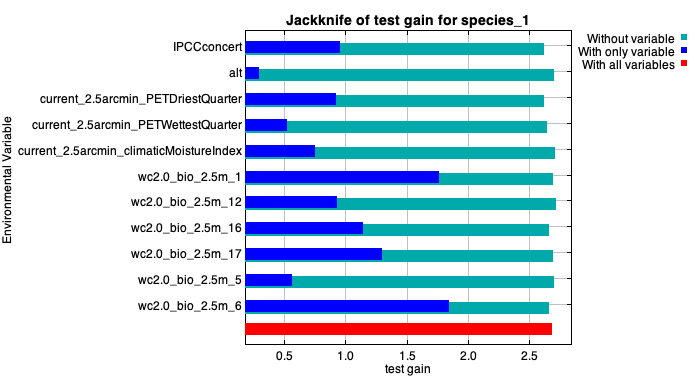 Jackknife of test gain for species_1
Without variable
With only variable
With all variables
Environmental Variable
IPCCconcert
alt
current_2.5arcmin_PETDriestQuarter
current_2.5arcmin_PETWettestQuarter
current_2.5arcmin_climaticMoistureIndex
wc2.0_bio_2.5m_1
wc2.0_bio_2.5m_12
wc2.0_bio_2.5m_16
wc2.0_bio_2.5m_17
wc2.0_bio_2.5m_5
wc2.0_bio_2.5m_6
0.5 1.0 1.5 2.0 2.5
test gain